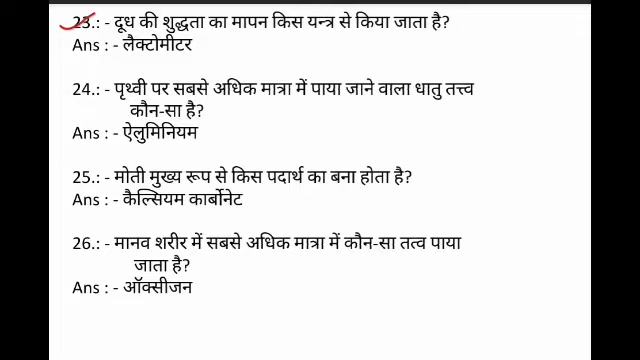 23.: - दूध की शुद्धता का मापन किस यन्त्र से किया जाता है?
Ans : - लैक्टोमीटर
24.: - पृथ्वी पर सबसे अधिक मात्रा में पाया जाने वाला धातु तत्त्व
कौन-सा है?
Ans : - ऐलुमिनियम
25.: - मोती मुख्य रूप से किस पदार्थ का बना होता है?
Ans : - कैल्सियम कार्बोनेट
26.: - मानव शरीर में सबसे अधिक मात्रा में कौन-सा तत्व पाया
जाता है?
Ans : - ऑक्सीजन